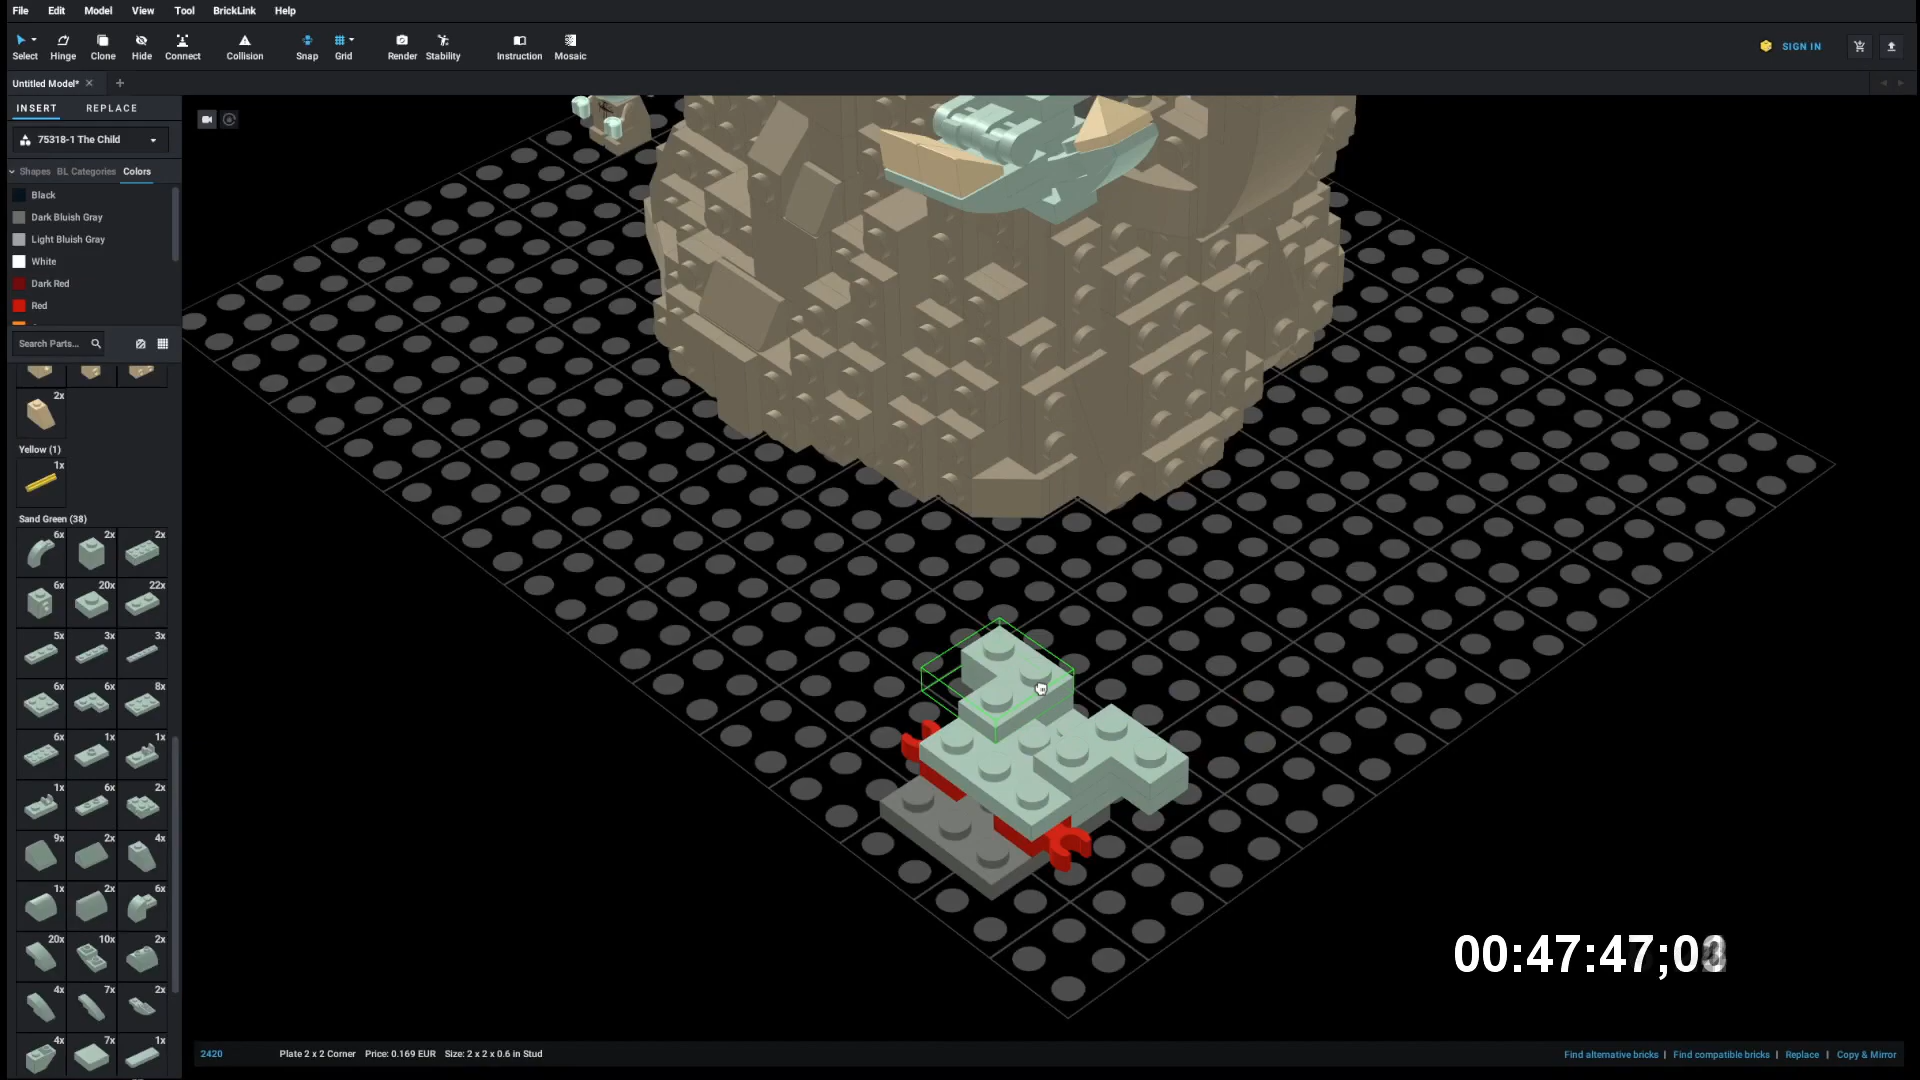 File Edit Model View Tool BrickLink Help
Select Hinge Clone Hide Connect Collision Snap Grid Render Stability Instruction Mosaic
SIGN IN
Untitled Model*
INSERT REPLACE
75318-1 The Child
Shapes BL Categories Colors
Black
Dark Bluish Gray
Light Bluish Gray
White
Dark Red
Red
Search Parts...
2x
Yellow (1)
1x
Sand Green (38)
6x 2x 2x
6x 20x 22x
5x 3x 3x
6x 6x 8x
6x 1x 1x
1x 6x 2x
9x 2x 4x
1x 2x 6x
20x 10x 2x
4x 7x 2x
4x 7x 1x
00:47:47;0
2420 Plate 2 x 2 Corner Price: 0.169 EUR Size: 2 x 2 x 0.6 in Stud
Find alternative bricks | Find compatible bricks | Replace | Copy & Mirror